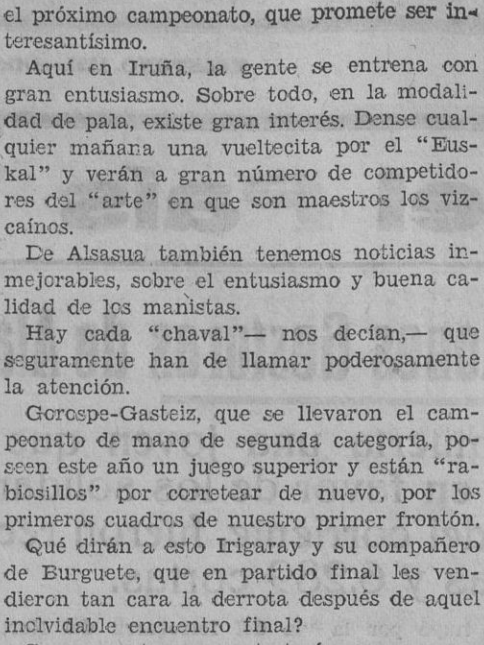 el próximo campeonato, que promete ser in-
teresantísimo.
Aquí en Iruña, la gente se entrena con
gran entusiasmo. Sobre todo, en la modali-
dad de pala, existe gran interés. Dense cual-
quier mañana una vueltecita por el "Eus-
kal" y verán a gran número de competido-
res del "arte" en que son maestros los viz-
caínos.
De Alsasua también tenemos noticias in-
mejorables, sobre el entusiasmo y buena ca-
lidad de los manistas.
Hay cada "chaval"— nos decían,— que
seguramente han de llamar poderosamente
la atención.
Gorospe-Gasteiz, que se llevaron el cam-
peonato de mano de segunda categoría, po-
seen este año un juego superior y están "ra-
biosillos" por corretear de nuevo, por los
primeros cuadros de nuestro primer frontón.
Qué dirán a esto Irigaray y su compañero
de Burguete, que en partido final les ven-
dieron tan cara la derrota después de aquel
inolvidable encuentro final?